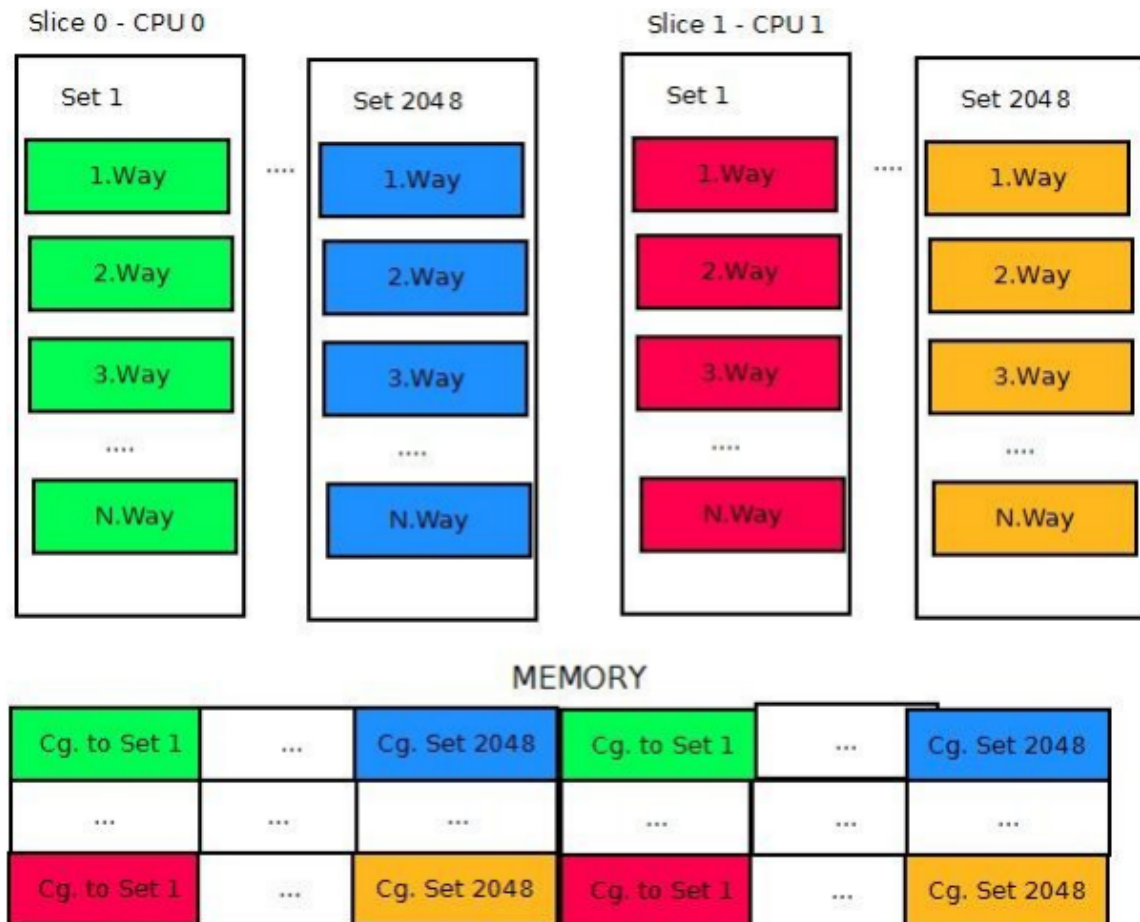 Slice 0 - CPU 0
Slice 1 - CPU 1
Set 1
Set 2048
Set 1
Set 2048
1.Way
....
1.Way
1.Way
....
1.Way
2.Way
2.Way
2.Way
2.Way
3.Way
3.Way
3.Way
3.Way
....
....
....
....
N.Way
N.Way
N.Way
N.Way
MEMORY
Cg. to Set 1
...
Cg. Set 2048
Cg. to Set 1
...
Cg. Set 2048
...
...
...
...
...
...
Cg. to Set 1
...
Cg. Set 2048
Cg. to Set 1
...
Cg. Set 2048